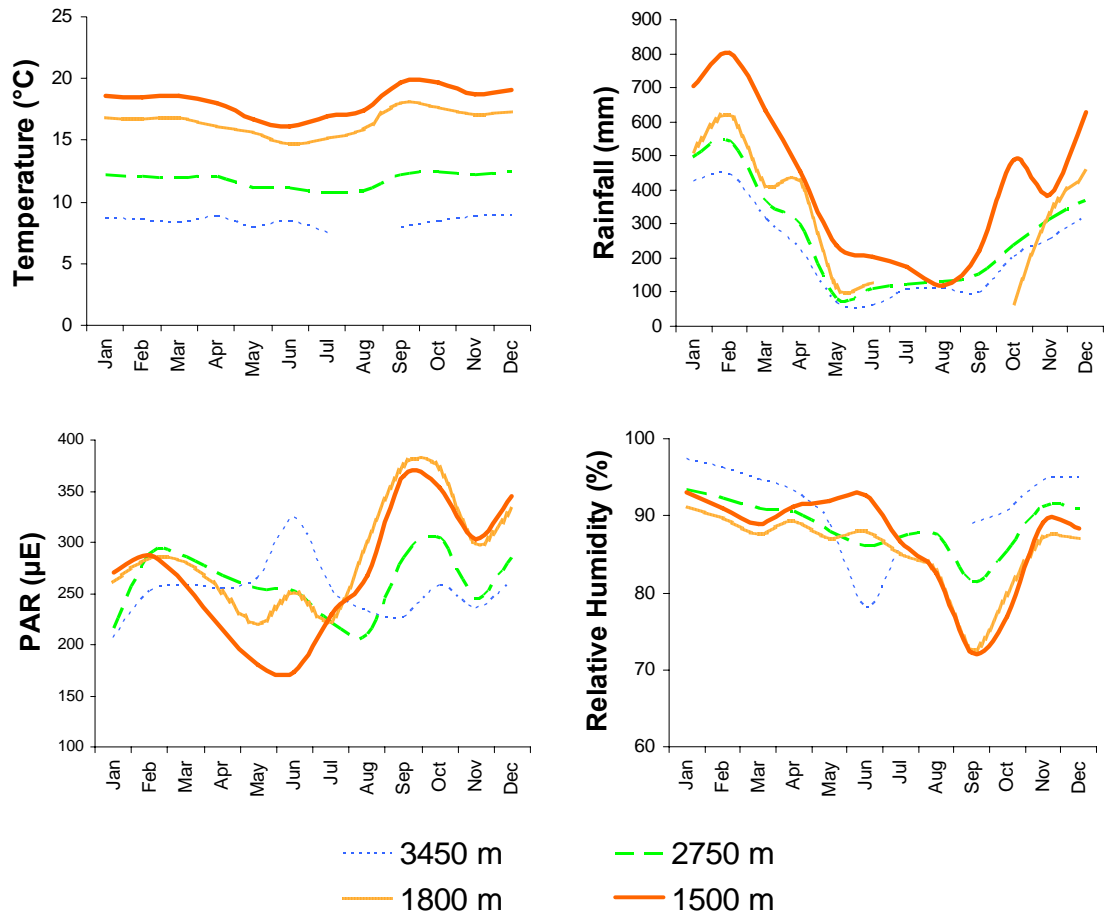 Temperature (°C)
25
20
15
10
5
0
Jan Feb Mar Apr May Jun Jul Aug Sep Oct Nov Dec
Rainfall (mm)
900
800
700
600
500
400
300
200
100
0
Jan Feb Mar Apr May Jun Jul Aug Sep Oct Nov Dec
PAR (µE)
400
350
300
250
200
150
100
Jan Feb Mar Apr May Jun Jul Aug Sep Oct Nov Dec
Relative Humidity (%)
100
90
80
70
60
Jan Feb Mar Apr May Jun Jul Aug Sep Oct Nov Dec
3450 m 2750 m
1800 m 1500 m